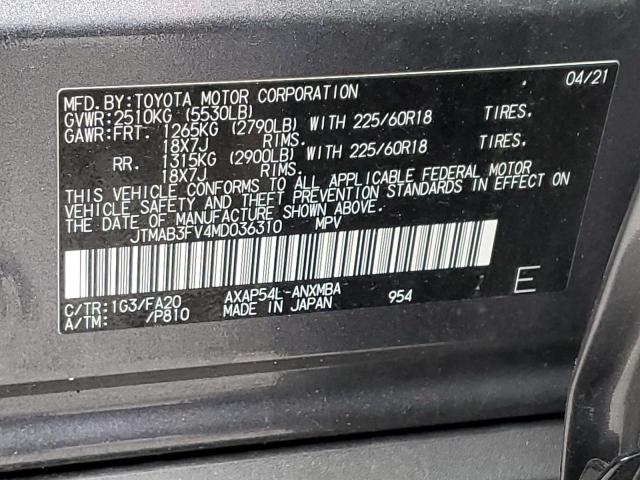 04/21
MFD.BY:TOYOTA MOTOR CORPORATION
GVWR:2510KG (5530LB)
GAWR:FRT. 1265KG (2790LB) WITH 225/60R18 TIRES.
18X7J RIMS.
RR. 1315KG (2900LB) WITH 225/60R18 TIRES.
18X7J RIMS.
THIS VEHICLE CONFORMS TO ALL APPLICABLE FEDERAL MOTOR
VEHICLE SAFETY AND THEFT PREVENTION STANDARDS IN EFFECT ON
THE DATE OF MANUFACTURE SHOWN ABOVE.
JTMAB3FV4MD036310 MPV
C/TR:1G3/FA20 AXAP54L-ANXMBA 954 E
A/TM: /P810 MADE IN JAPAN